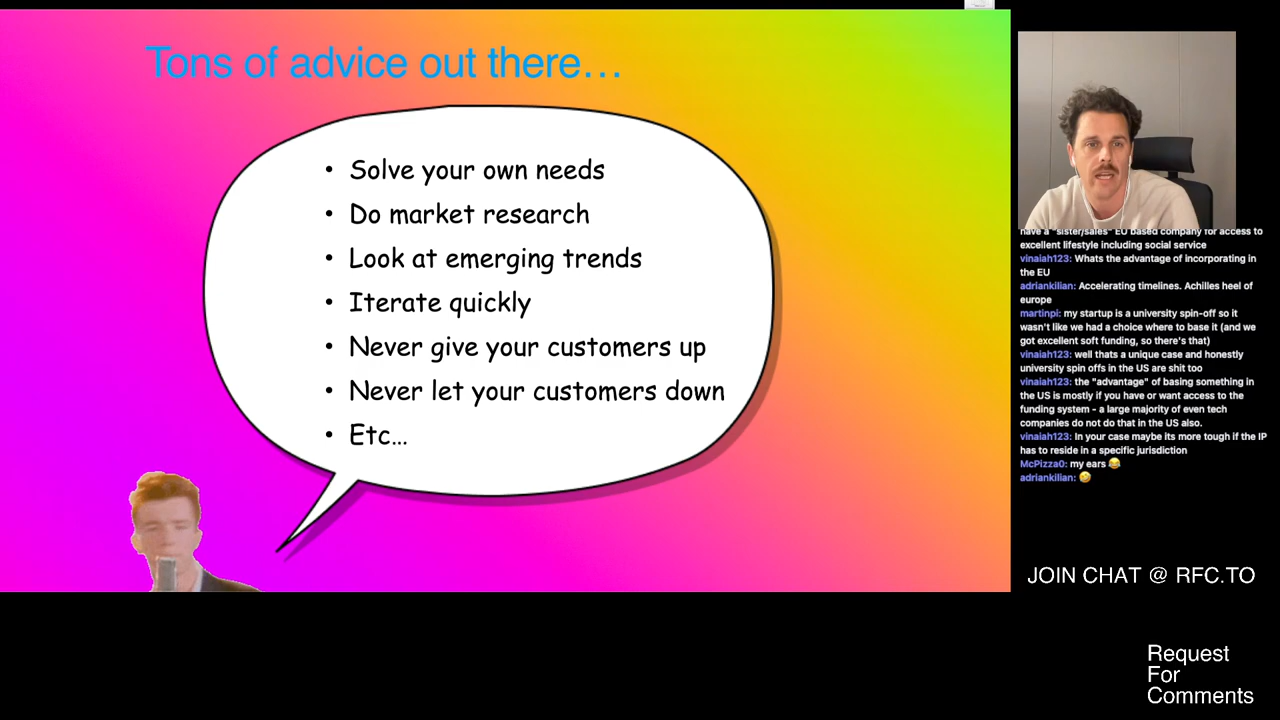 Tons of advice out there…
• Solve your own needs
• Do market research
• Look at emerging trends
• Iterate quickly
• Never give your customers up
• Never let your customers down
• Etc…
have a "sister/sales" EU based company for access to
excellent lifestyle including social service
vinaiah123: Whats the advantage of incorporating in
the EU
adriankilian: Accelerating timelines. Achilles heel of
europe
martinpi: my startup is a university spin-off so it
wasn't like we had a choice where to base it (and we
got excellent soft funding, so there's that)
vinaiah123: well thats a unique case and honestly
university spin offs in the US are shit too
vinaiah123: the "advantage" of basing something in
the US is mostly if you have or want access to the
funding system - a large majority of even tech
companies do not do that in the US also.
vinaiah123: In your case maybe its more tough if the IP
has to reside in a specific jurisdiction
McPizza0: my ears 😂
adriankilian: 🤣
JOIN CHAT @ RFC.TO
Request
For
Comments